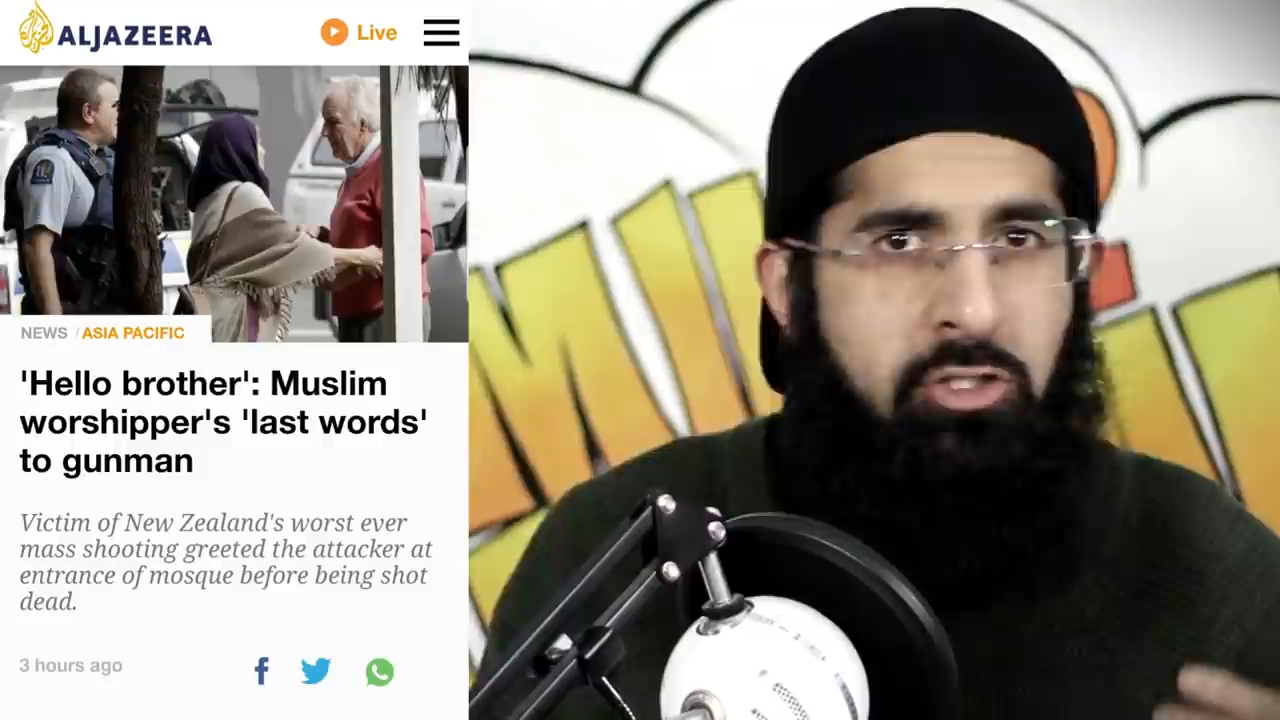 ALJAZEERA
Live
NEWS / ASIA PACIFIC
'Hello brother': Muslim
worshipper's 'last words'
to gunman
Victim of New Zealand's worst ever
mass shooting greeted the attacker at
entrance of mosque before being shot
dead.
3 hours ago